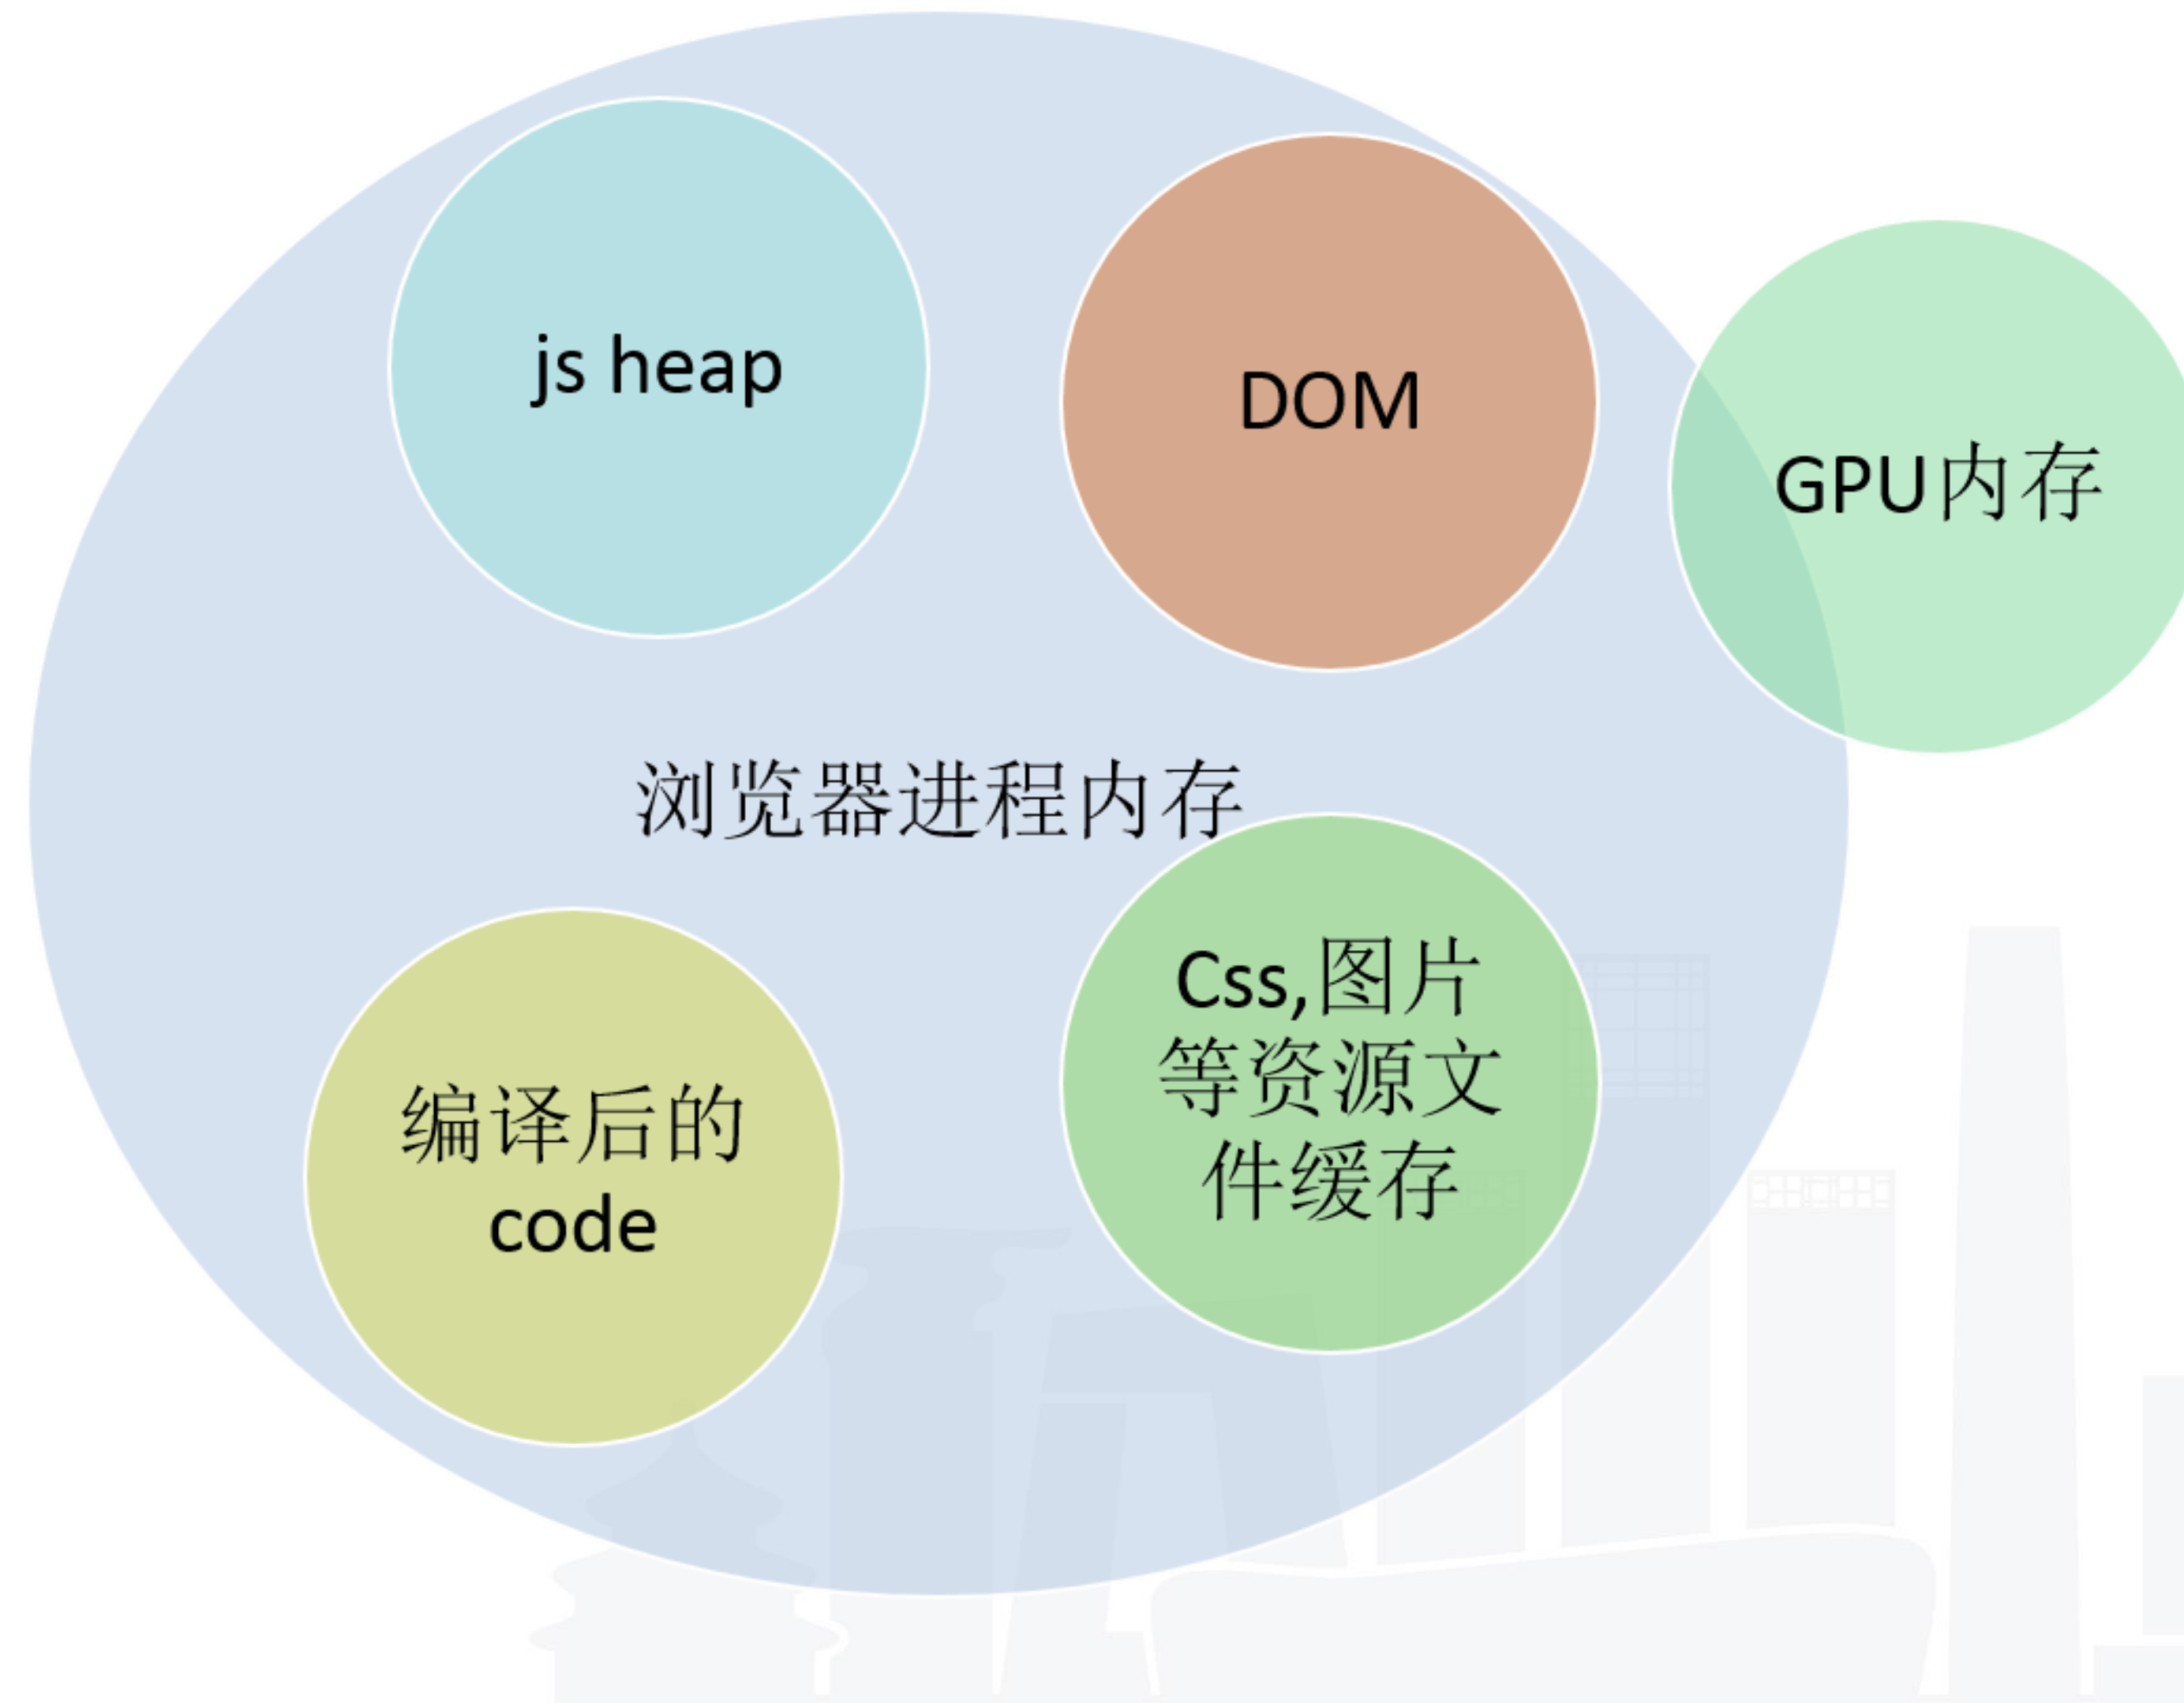 js heap
DOM
GPU内存
浏览器进程内存
Css,图片
等资源文
件缓存
编译后的
code